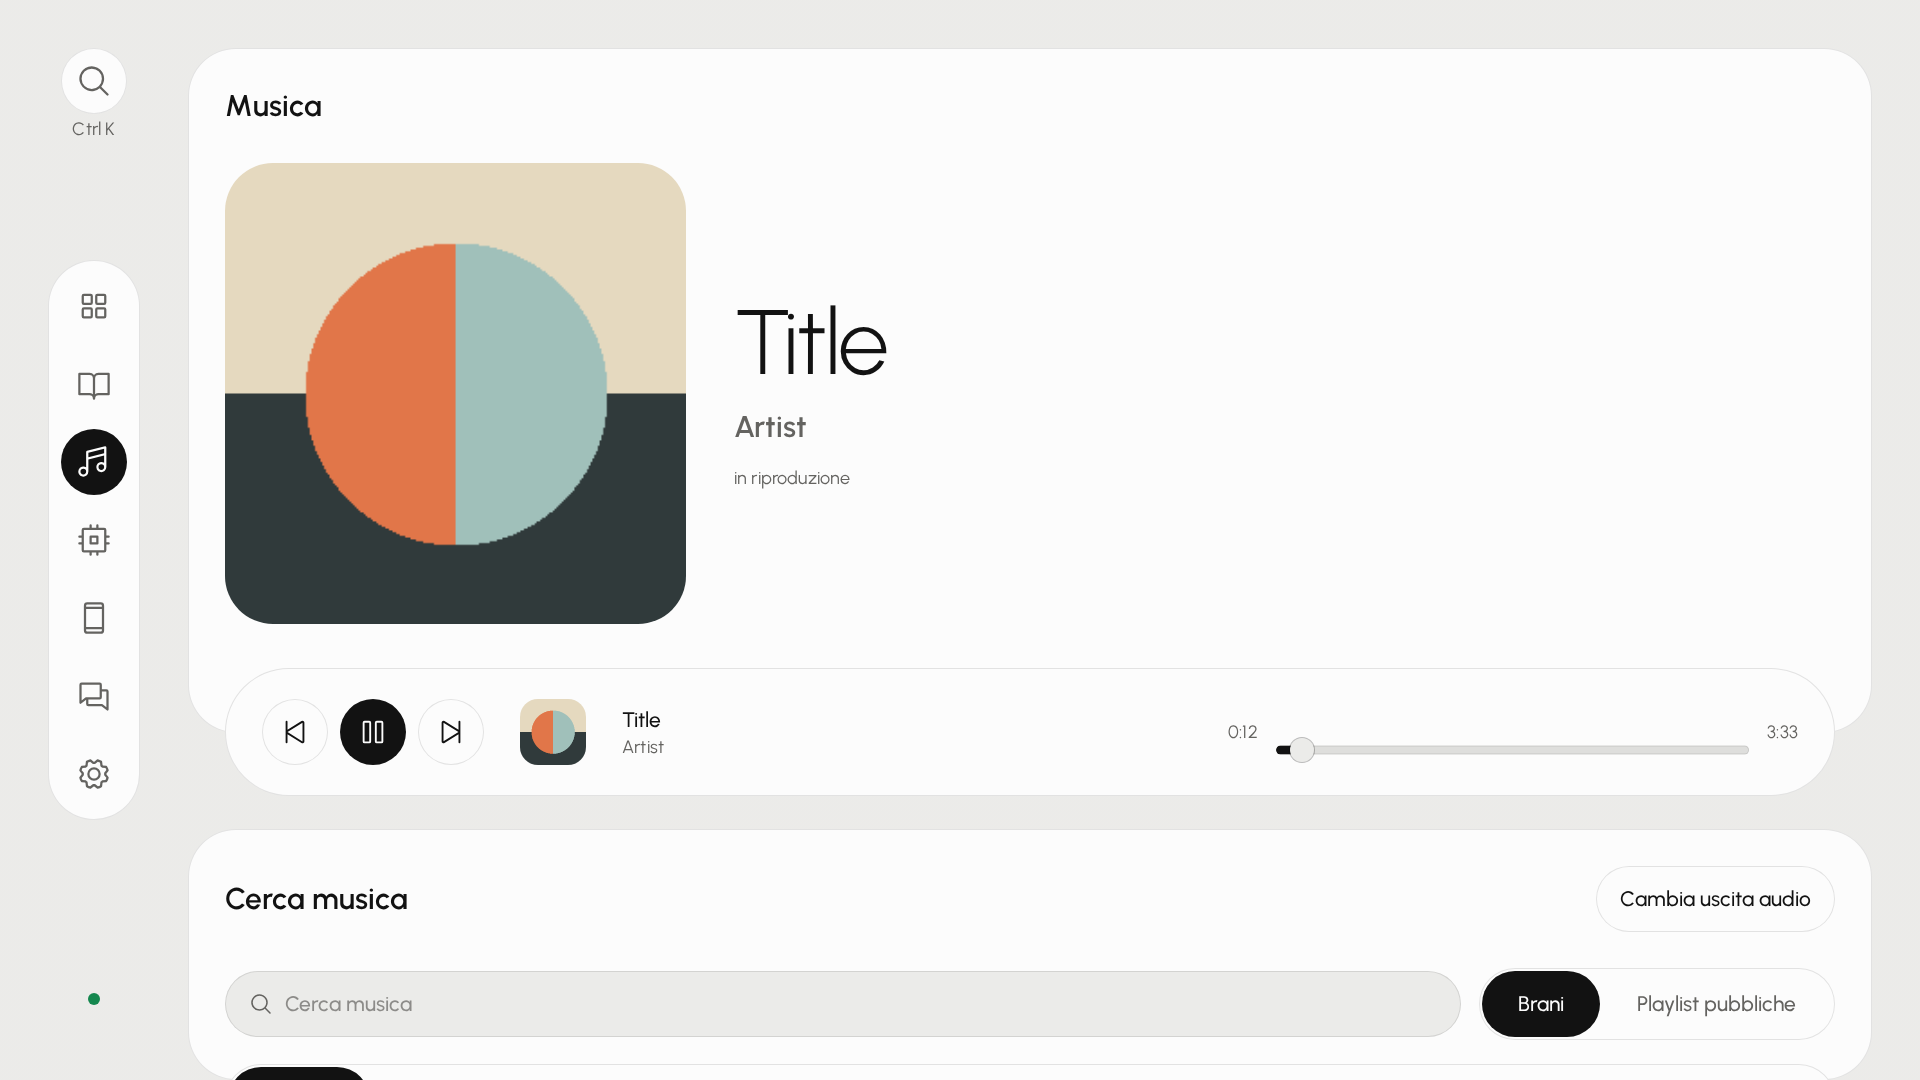 Ctrl K
Musica
Title
Artist
in riproduzione
Title
Artist
0:12
3:33
Cerca musica
Cambia uscita audio
Cerca musica
Brani
Playlist pubbliche